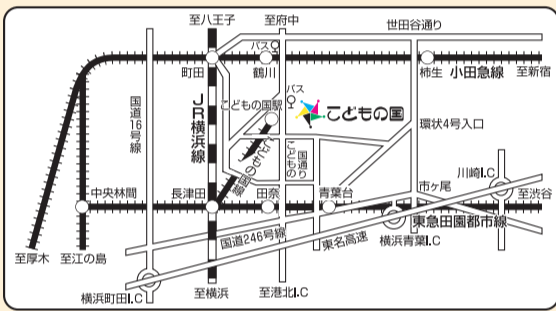 至八王子
至府中
世田谷通り
バス
町田
鶴川
柿生
小田急線
至新宿
バス
こどもの国駅
こどもの国
国道16号線
JR横浜線
こどもの国線
こどもの
国通り
環状4号入口
川崎I.C
中央林間
長津田
田奈
青葉台
市ヶ尾
至渋谷
東急田園都市線
国道246号線
東名高速
横浜青葉I.C
至厚木
至江の島
横浜町田I.C
至横浜
至港北I.C